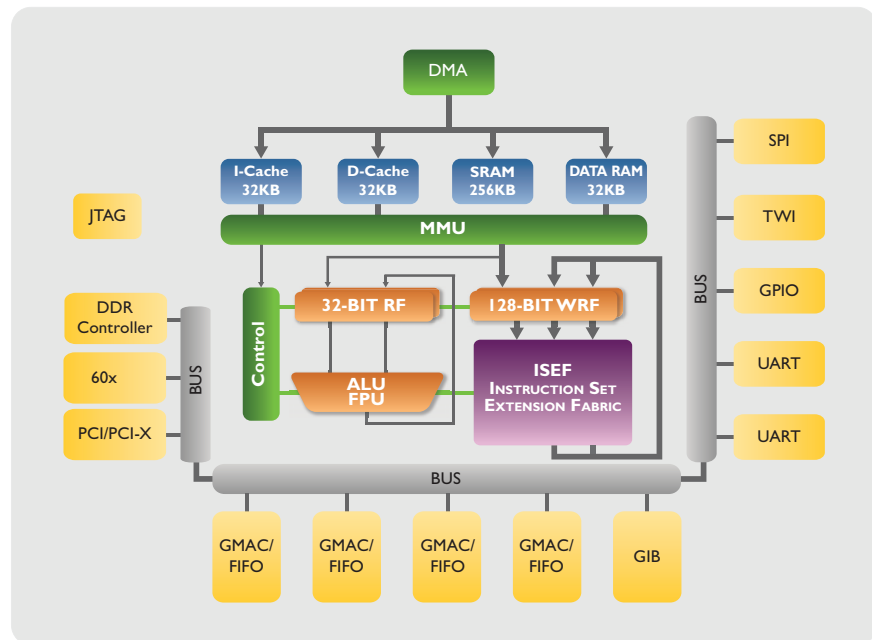 DMA
I-Cache
32KB
D-Cache
32KB
SRAM
256KB
DATA RAM
32KB
MMU
JTAG
DDR
Controller
60x
PCI/PCI-X
BUS
Control
32-BIT RF
128-BIT WRF
ALU
FPU
ISEF
INSTRUCTION SET
EXTENSION FABRIC
BUS
SPI
TWI
GPIO
UART
UART
BUS
GMAC/
FIFO
GMAC/
FIFO
GMAC/
FIFO
GMAC/
FIFO
GIB